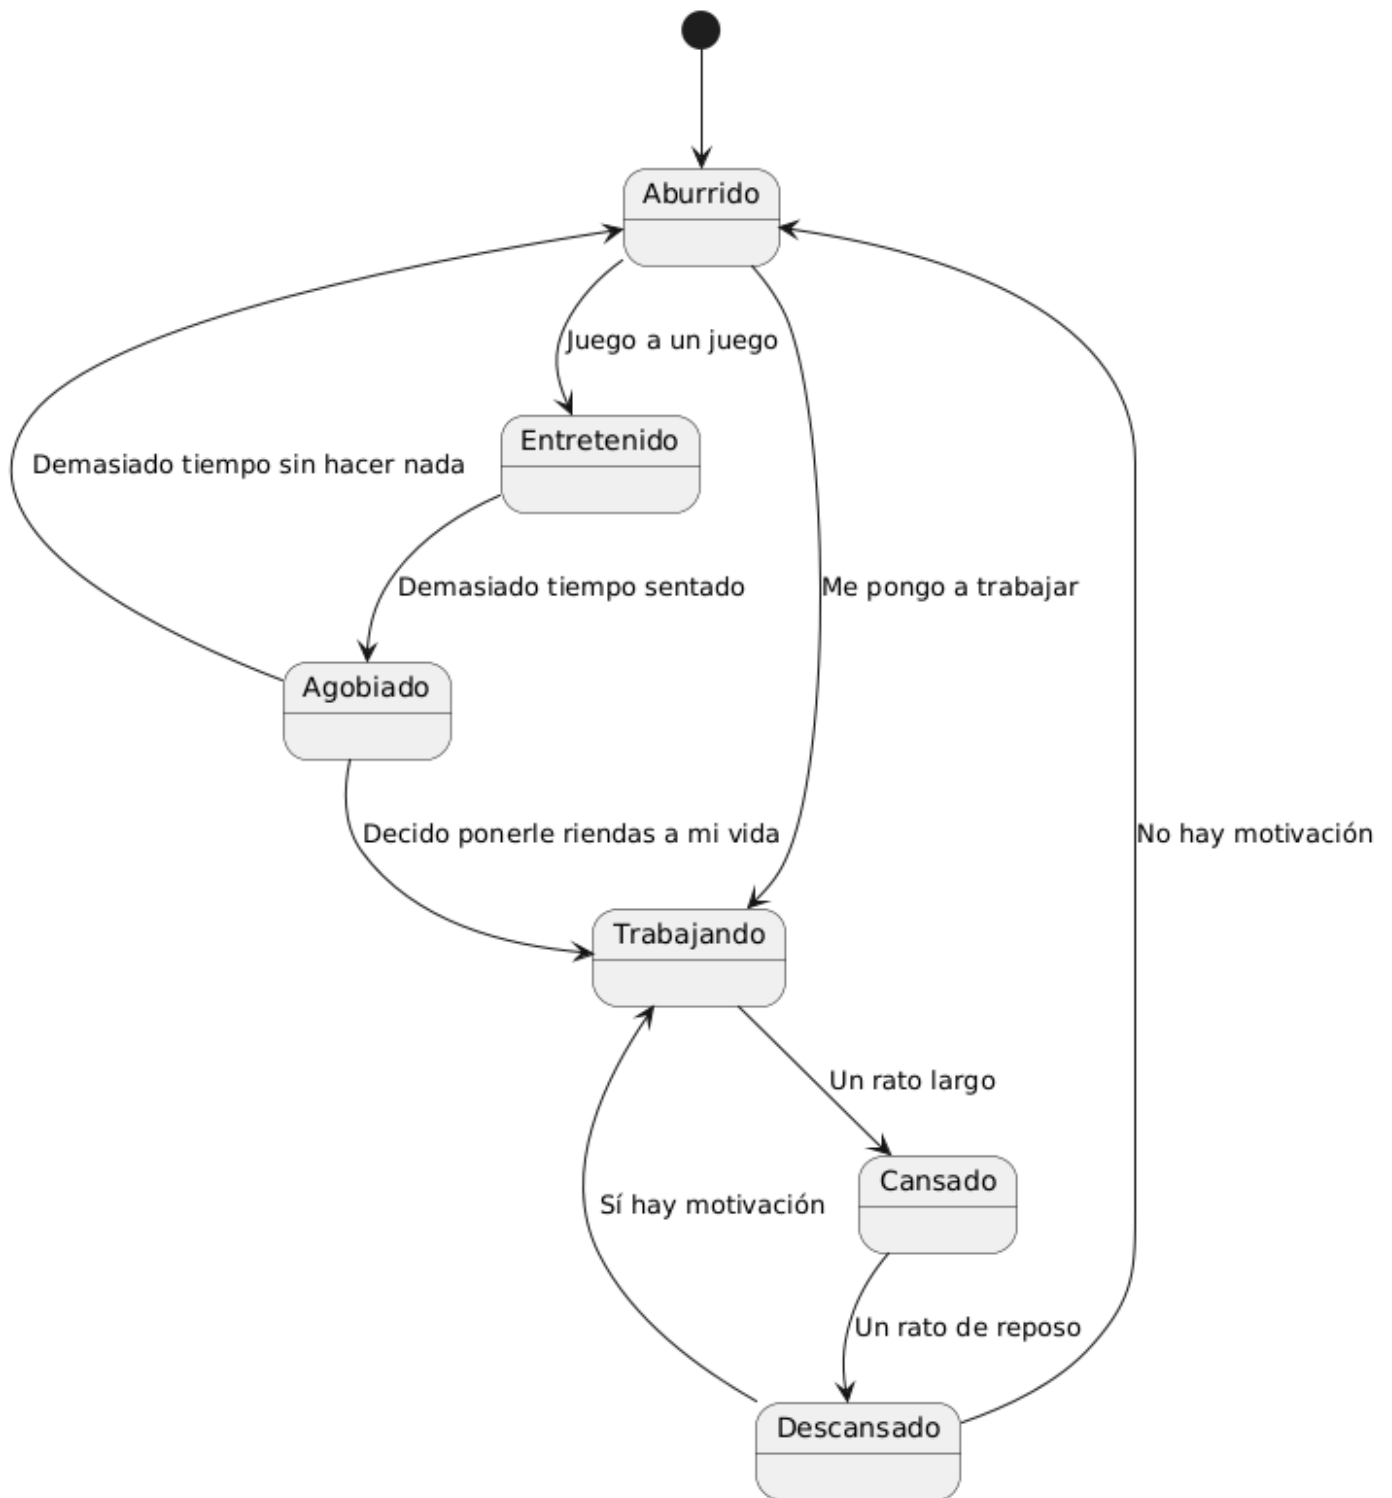 Aburrido
Juego a un juego
Entretenido
Demasiado tiempo sin hacer nada
Demasiado tiempo sentado
Me pongo a trabajar
Agobiado
Decido ponerle riendas a mi vida
No hay motivación
Trabajando
Un rato largo
Cansado
Sí hay motivación
Un rato de reposo
Descansado